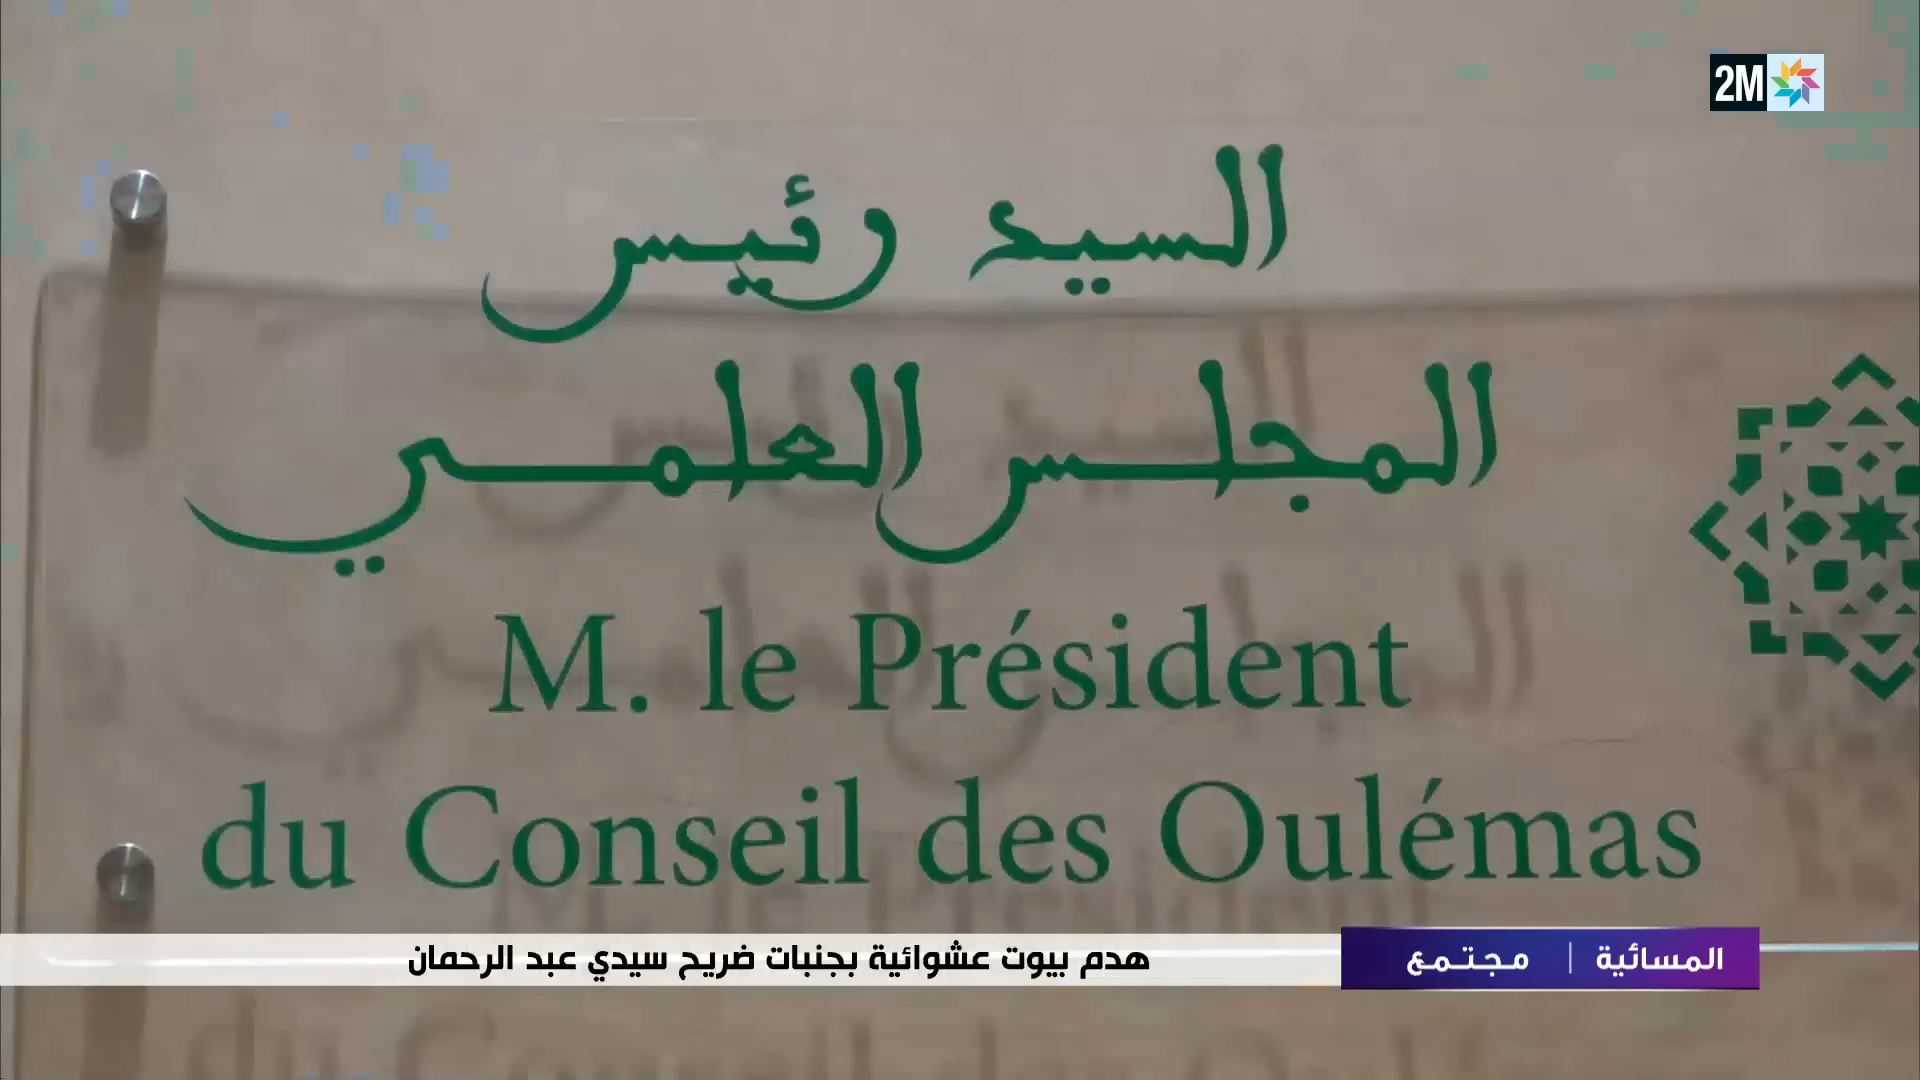 2M
السيد رئيس
المجلس العلمي
M. le Président
du Conseil des Oulémas
المسائية | مجتمع
هدم بيوت عشوائية بجنبات ضريح سيدي عبد الرحمان